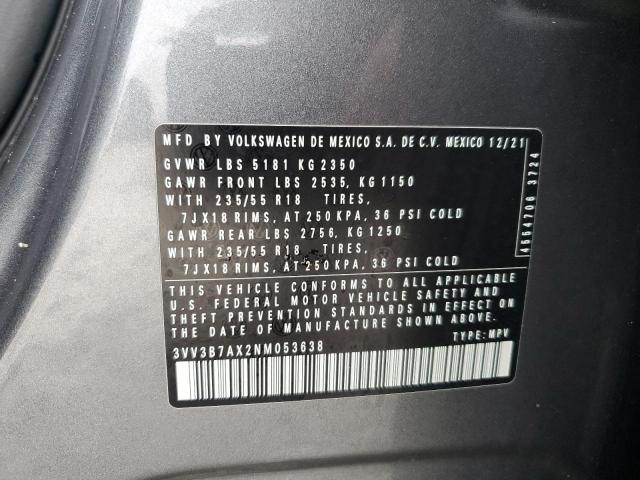 MFD BY VOLKSWAGEN DE MEXICO S.A. DE C.V. MEXICO 12/21
GVWR LBS 5181 KG 2350
GAWR FRONT LBS 2535, KG 1150
WITH 235/55 R18 TIRES,
7JX18 RIMS, AT 250 KPA, 36 PSI COLD
GAWR REAR LBS 2756, KG 1250
WITH 235/55 R18 TIRES,
7JX18 RIMS, AT 250 KPA, 36 PSI COLD
THIS VEHICLE CONFORMS TO ALL APPLICABLE
U.S. FEDERAL MOTOR VEHICLE SAFETY AND
THEFT PREVENTION STANDARDS IN EFFECT ON
THE DATE OF MANUFACTURE SHOWN ABOVE
3VV3B7AX2NM053638 TYPE: MPV
4554706 3724